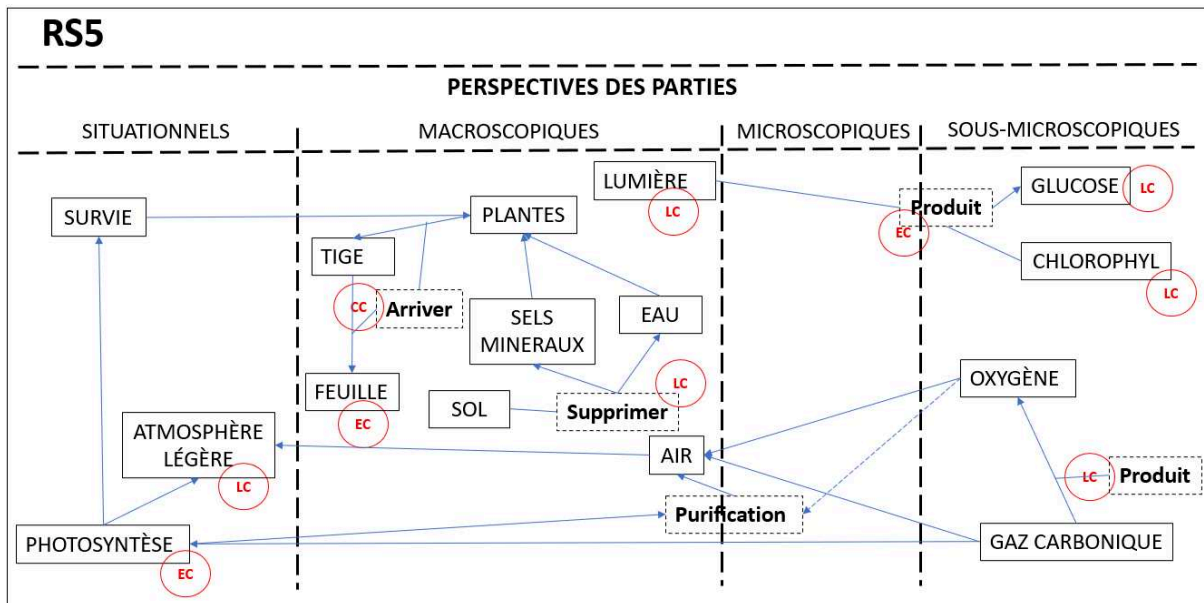 RS5
PERSPECTIVES DES PARTIES
SITUATIONNELS
MACROSCOPIQUES
MICROSCOPIQUES
SOUS-MICROSCOPIQUES
LUMIÈRE
LC
GLUCOSE
LC
SURVIE
PLANTES
Produit
EC
TIGE
CHLOROPHYL
LC
CC
Arriver
SELS
MINERAUX
EAU
FEUILLE
EC
SOL
Supprimer
LC
OXYGÈNE
ATMOSPHÈRE
LÉGÈRE
LC
AIR
LC
Produit
Purification
PHOTOSYNTÈSE
EC
GAZ CARBONIQUE